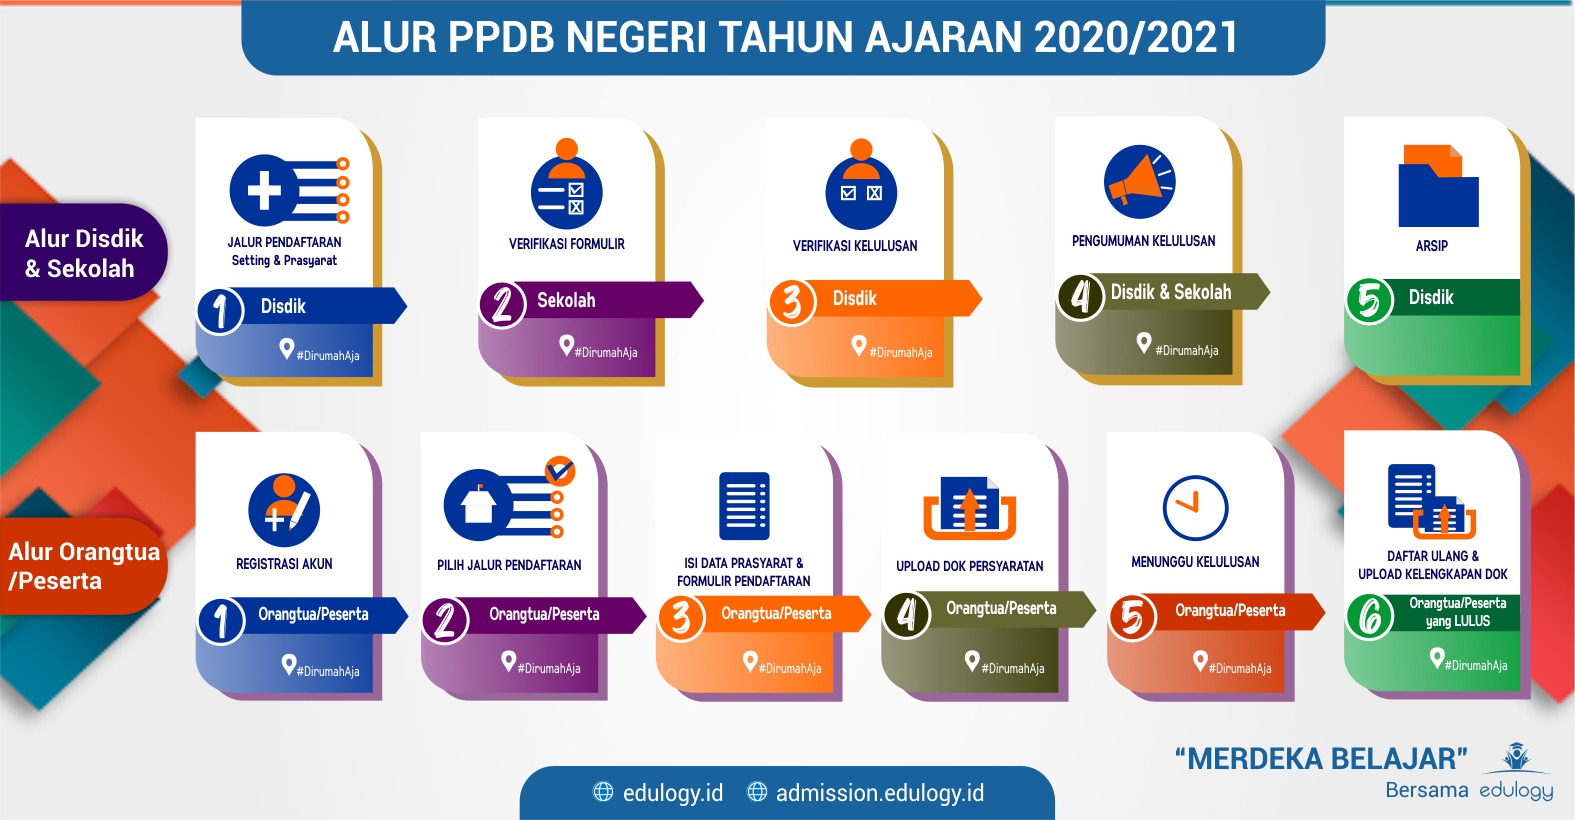 ALUR PPDB NEGERI TAHUN AJARAN 2020/2021
Alur Disdik
& Sekolah
JALUR PENDAFTARAN
Setting & Prasyarat
1 Disdik
#DirumahAja
VERIFIKASI FORMULIR
2 Sekolah
#DirumahAja
VERIFIKASI KELULUSAN
3 Disdik
#DirumahAja
PENGUMUMAN KELULUSAN
4 Disdik & Sekolah
#DirumahAja
ARSIP
5 Disdik
Alur Orangtua
/Peserta
REGISTRASI AKUN
1 Orangtua/Peserta
#DirumahAja
PILIH JALUR PENDAFTARAN
2 Orangtua/Peserta
#DirumahAja
ISI DATA PRASYARAT &
FORMULIR PENDAFTARAN
3 Orangtua/Peserta
#DirumahAja
UPLOAD DOK PERSYARATAN
4 Orangtua/Peserta
#DirumahAja
MENUNGGU KELULUSAN
5 Orangtua/Peserta
#DirumahAja
DAFTAR ULANG &
UPLOAD KELENGKAPAN DOK
6 Orangtua/Peserta
yang LULUS
#DirumahAja
“MERDEKA BELAJAR”
Bersama edulogy
edulogy.id admission.edulogy.id